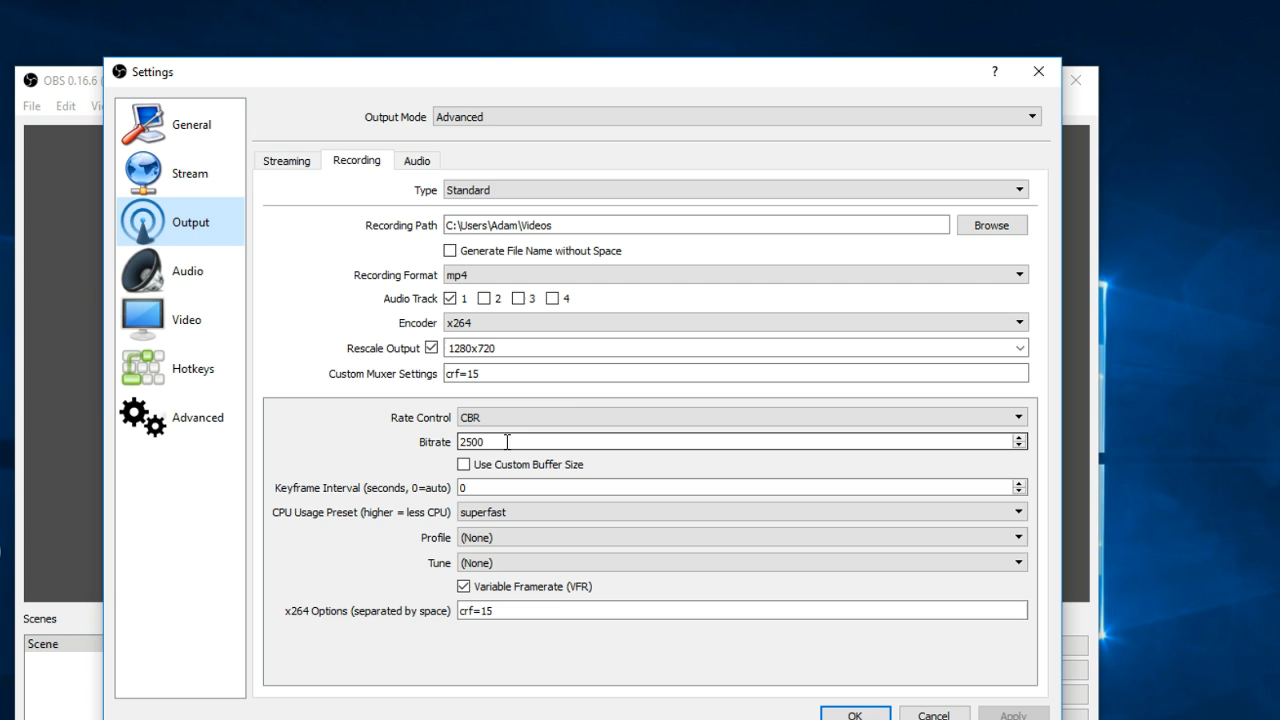 Settings
?
OBS 0.16.6 (
File Edit Vi
General
Stream
Output
Audio
Video
Hotkeys
Advanced
Output Mode Advanced
Streaming Recording Audio
Type Standard
Recording Path C:\Users\Adam\Videos Browse
Generate File Name without Space
Recording Format mp4
Audio Track 1 2 3 4
Encoder x264
Rescale Output 1280x720
Custom Muxer Settings crf=15
Rate Control CBR
Bitrate 2500
Use Custom Buffer Size
Keyframe Interval (seconds, 0=auto) 0
CPU Usage Preset (higher = less CPU) superfast
Profile (None)
Tune (None)
Variable Framerate (VFR)
x264 Options (separated by space) crf=15
Scenes
Scene
OK Cancel Apply